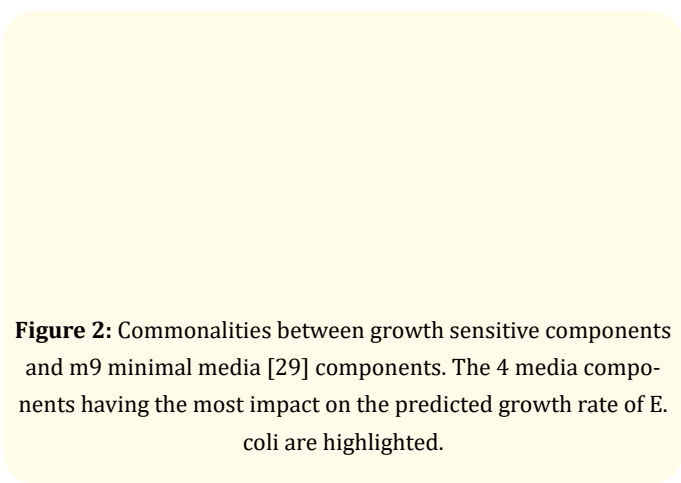 Figure 2: Commonalities between growth sensitive components
and m9 minimal media [29] components. The 4 media compo-
nents having the most impact on the predicted growth rate of E.
coli are highlighted.